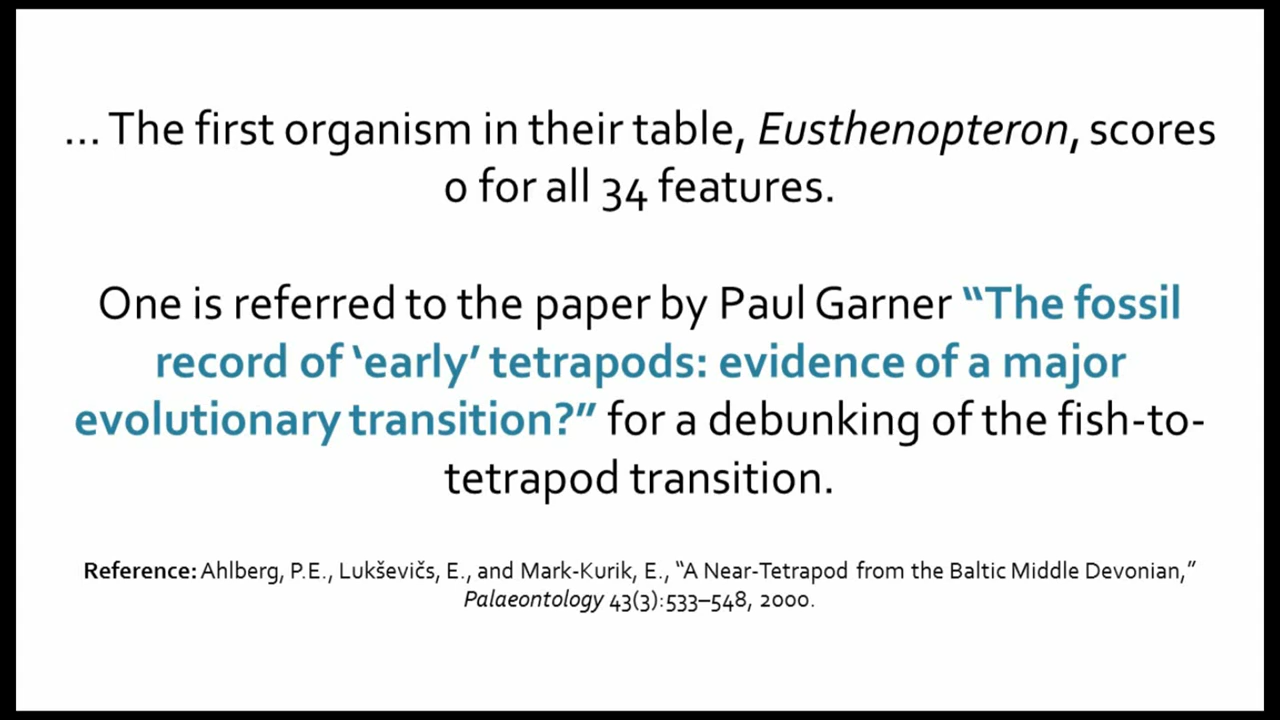 ... The first organism in their table, Eusthenopteron, scores
0 for all 34 features.
One is referred to the paper by Paul Garner “The fossil
record of ‘early’ tetrapods: evidence of a major
evolutionary transition?” for a debunking of the fish-to-
tetrapod transition.
Reference: Ahlberg, P.E., Lukševičs, E., and Mark-Kurik, E., “A Near-Tetrapod from the Baltic Middle Devonian,”
Palaeontology 43(3):533–548, 2000.